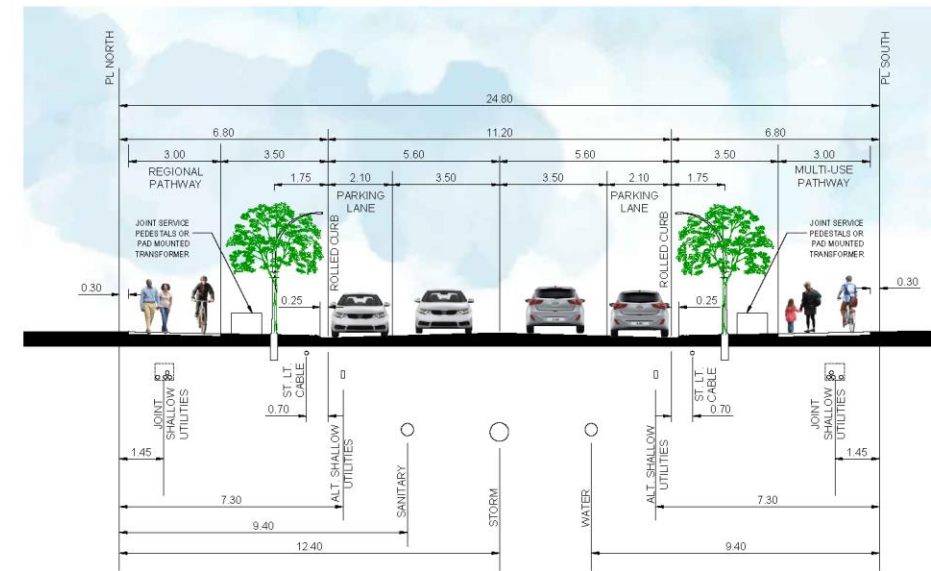 PL NORTH
PL SOUTH
24.80
6.80
11.20
6.80
3.00
3.50
5.60
5.60
3.50
3.00
REGIONAL
PATHWAY
1.75
2.10
3.50
3.50
2.10
1.75
MULTI-USE
PATHWAY
PARKING
LANE
PARKING
LANE
ROLLED CURB
ROLLED CURB
JOINT SERVICE
PEDESTALS OR
PAD MOUNTED
TRANSFORMER
JOINT SERVICE
PEDESTALS OR
PAD MOUNTED
TRANSFORMER
0.30
0.25
0.25
0.30
ST. LT.
CABLE
ST. LT.
CABLE
0.70
0.70
JOINT
SHALLOW
UTILITIES
JOINT
SHALLOW
UTILITIES
ALT. SHALLOW
UTILITIES
ALT. SHALLOW
UTILITIES
1.45
1.45
SANITARY
STORM
WATER
7.30
7.30
9.40
12.40
9.40